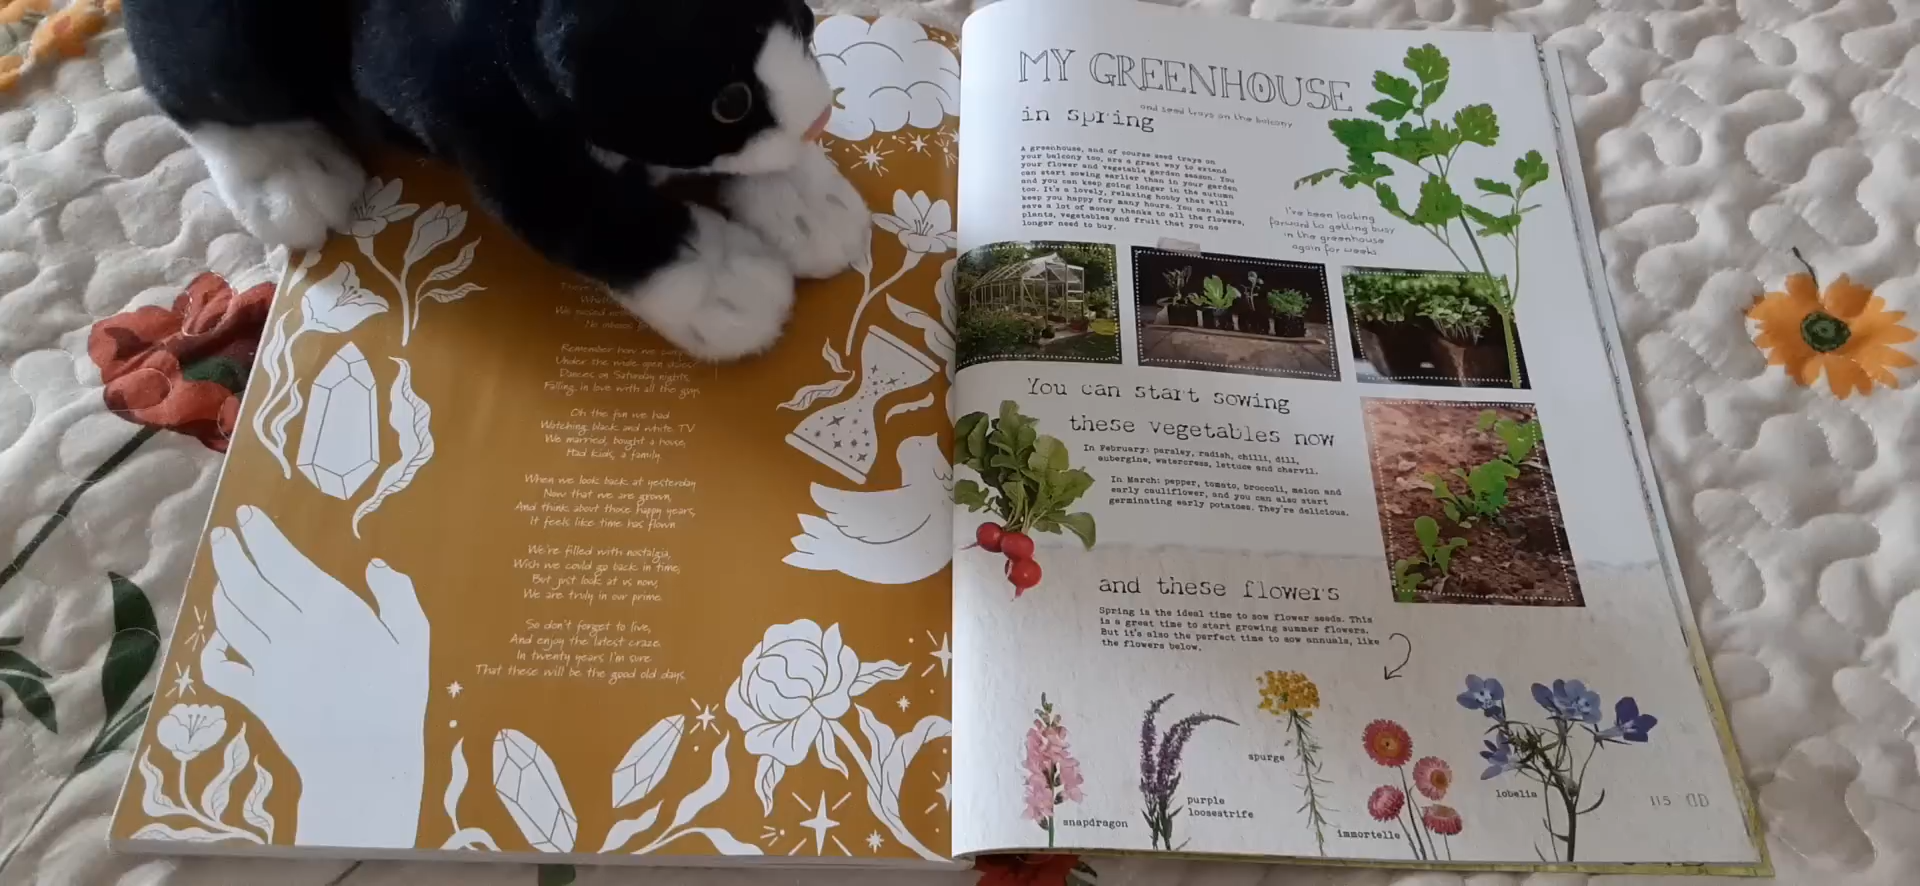 We
No
Remember how we
Under the wide open skies
Dances on Saturday nights,
Falling in love with all the guys
Oh the fun we had
Watching black and white TV
We married, bought a house,
Had kids, a family
When we look back at yesterday
Now that we are grown,
And think about those happy years,
It feels like time has flown
We're filled with nostalgia,
Wish we could go back in time,
But just look at us now,
We are truly in our prime
So don't forget to live,
And enjoy the latest craze
In twenty years I'm sure
That these will be the good old days
MY GREENHOUSE
in spring
and seed trays on the balcony
A greenhouse, and of course seed trays on
your balcony too, are a great way to extend
your flower and vegetable garden season. You
can start sowing earlier than in your garden
and you can keep going longer in the autumn
too. It's a lovely, relaxing hobby that will
keep you happy for many hours. You can also
save a lot of money thanks to all the flowers,
plants, vegetables and fruit that you no
longer need to buy.
I've been looking
forward to getting busy
in the greenhouse
again for weeks.
You can start sowing
these vegetables now
In February: parsley, radish, chilli, dill,
aubergine, watercress, lettuce and chervil.
In March: pepper, tomato, broccoli, melon and
early cauliflower, and you can also start
germinating early potatoes. They're delicious.
and these flowers
Spring is the ideal time to sow flower seeds. This
is a great time to start growing summer flowers.
But it's also the perfect time to sow annuals, like
the flowers below.
snapdragon
purple
loosestrife
spurge
immortelle
lobelia
115